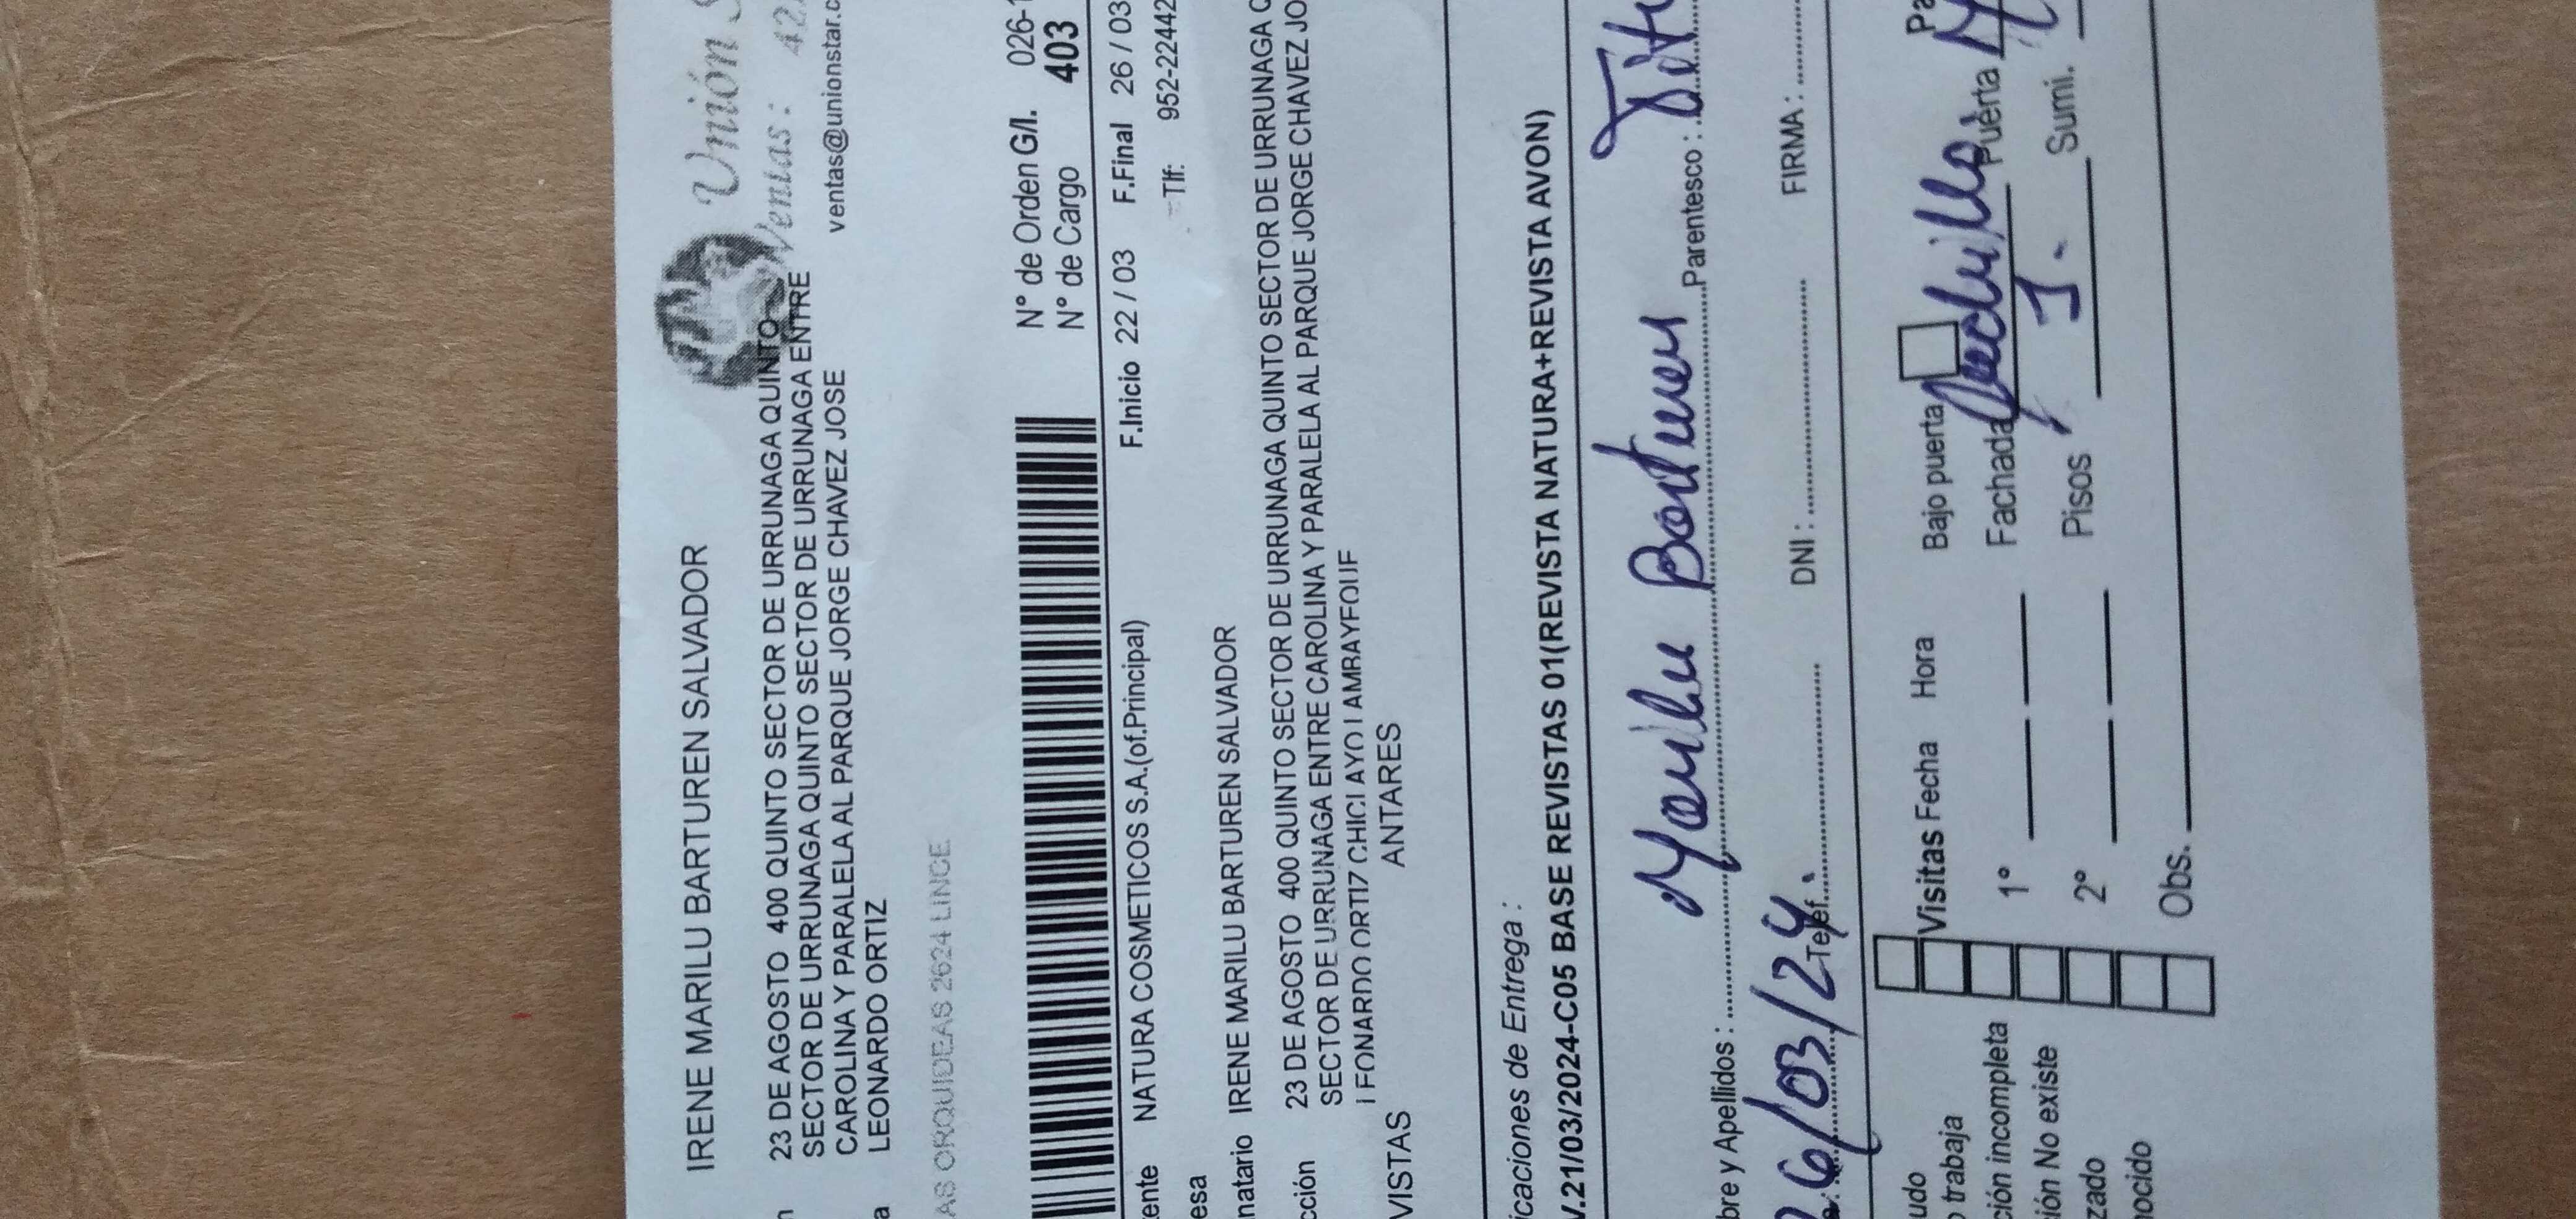 IRENE MARILU BARTUREN SALVADOR
Unión
Ventas: 42
23 DE AGOSTO 400 QUINTO SECTOR DE URRUNAGA QUINTO
SECTOR DE URRUNAGA QUINTO SECTOR DE URRUNAGA ENTRE
CAROLINA Y PARALELA AL PARQUE JORGE CHAVEZ JOSE
LEONARDO ORTIZ
ventas@unionstar.c
AS ORQUIDEAS 2624 LINCE
N° de Orden G/I. 026-1
N° de Cargo 403
ente NATURA COSMETICOS S.A.(of.Principal) F.Inicio 22 / 03 F.Final 26 / 03
esa Tlf: 952-22442
natario IRENE MARILU BARTUREN SALVADOR
cción 23 DE AGOSTO 400 QUINTO SECTOR DE URRUNAGA QUINTO SECTOR DE URRUNAGA Q
SECTOR DE URRUNAGA ENTRE CAROLINA Y PARALELA AL PARQUE JORGE CHAVEZ JO
ANTARES
VISTAS
icaciones de Entrega :
V.21/03/2024-C05 BASE REVISTAS 01(REVISTA NATURA+REVISTA AVON)
bre y Apellidos : Marilu Barturen Parentesco : Titu
26/03/24 Telef. DNI : FIRMA :
udo Visitas Fecha Hora Bajo puerta Pa
o trabaja 1° Fachada Puerta
ción incompleta 2° Pisos 1. Sumi.
ión No existe
zado Obs.
nocido